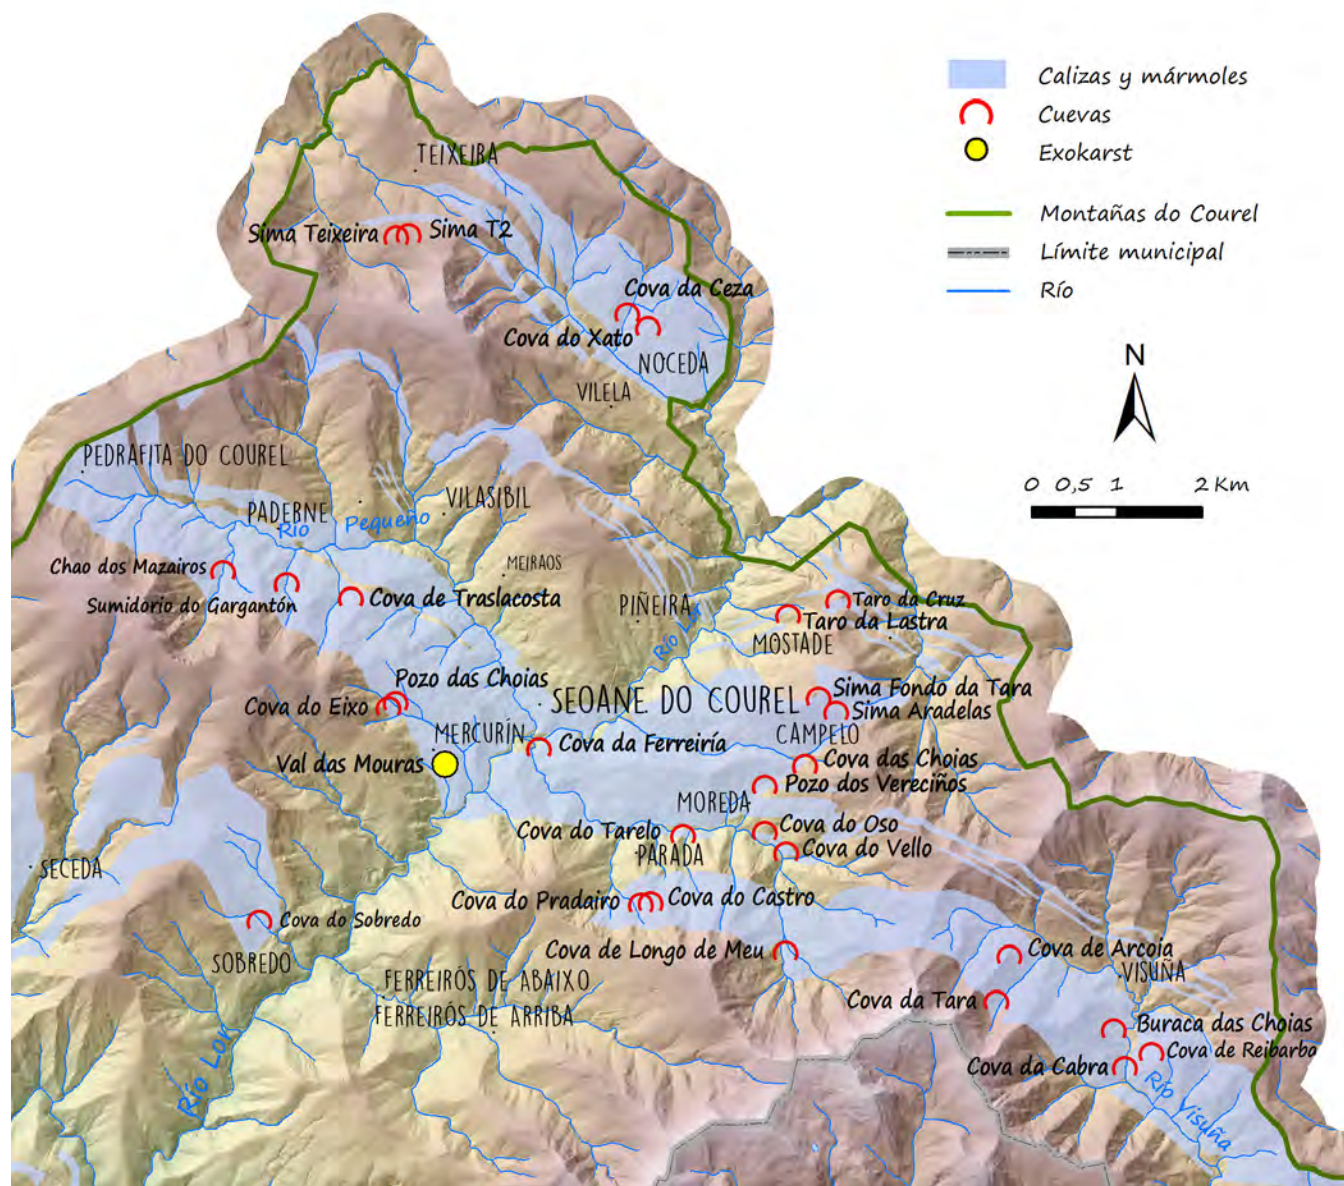 Calizas y mármoles
Cuevas
Exokarst
Montañas do Courel
Límite municipal
Río
N
0 0,5 1 2 Km
TEIXEIRA
Sima Teixeira
Sima T2
Cova da Ceza
Cova do Xato
NOCEDA
VILELA
PEDRAFITA DO COUREL
PADERNE
Río Pequeño
VILASIBIL
MEIRAOS
Chao dos Mazairos
Sumidorio do Gargantón
Cova de Traslacosta
PIÑEIRA
Río Lor
Taro da Cruz
Taro da Lastra
MOSTADE
Pozo das Choias
Cova do Eixo
SEOANE DO COUREL
Sima Fondo da Tara
Sima Aradelas
MERCURÍN
Cova da Ferreiría
CAMPELO
Val das Mouras
Cova das Choias
Pozo dos Vereciños
MOREDA
Cova do Tarelo
Cova do Oso
PARADA
Cova do Vello
SECEDA
Cova do Pradairo
Cova do Castro
Cova do Sobredo
Cova de Longo de Meu
Cova de Arcoia
SOBREDO
VISUÑA
FERREIRÓS DE ABAIXO
Cova da Tara
FERREIRÓS DE ARRIBA
Buraca das Choias
Cova de Reibarba
Cova da Cabra
Río Lor
Río Visuña